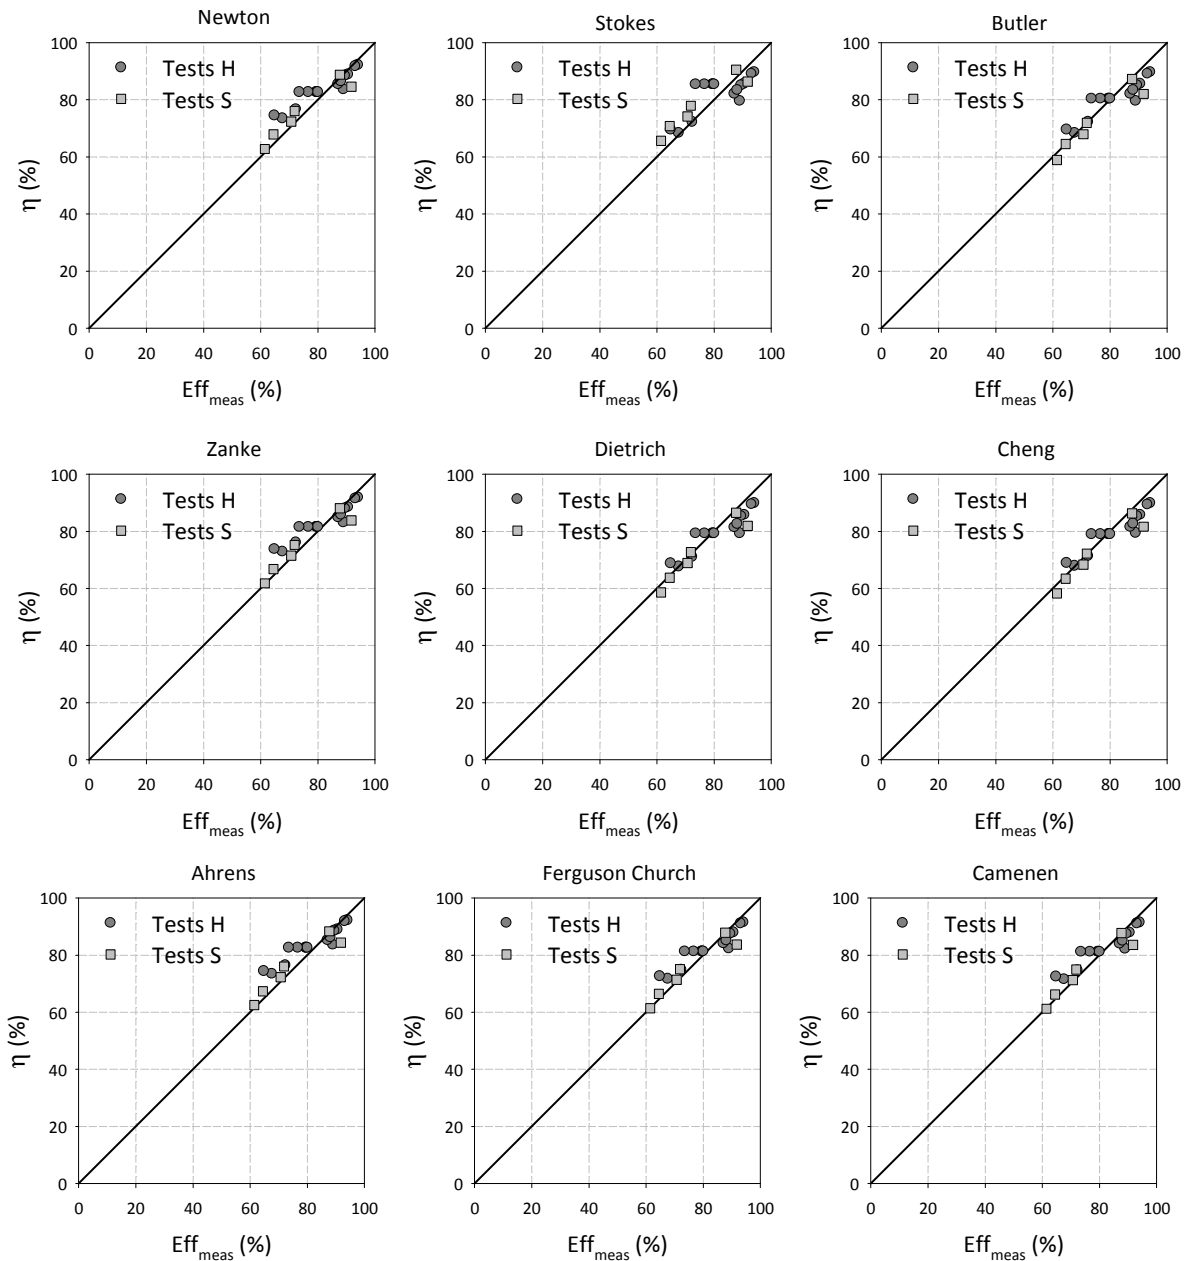 Newton
100
80
60
40
20
0
η (%)
Tests H
Tests S
0 20 40 60 80 100
Eff_meas (%)
Stokes
100
80
60
40
20
0
η (%)
Tests H
Tests S
0 20 40 60 80 100
Eff_meas (%)
Butler
100
80
60
40
20
0
η (%)
Tests H
Tests S
0 20 40 60 80 100
Eff_meas (%)
Zanke
100
80
60
40
20
0
η (%)
Tests H
Tests S
0 20 40 60 80 100
Eff_meas (%)
Dietrich
100
80
60
40
20
0
η (%)
Tests H
Tests S
0 20 40 60 80 100
Eff_meas (%)
Cheng
100
80
60
40
20
0
η (%)
Tests H
Tests S
0 20 40 60 80 100
Eff_meas (%)
Ahrens
100
80
60
40
20
0
η (%)
Tests H
Tests S
0 20 40 60 80 100
Eff_meas (%)
Ferguson Church
100
80
60
40
20
0
η (%)
Tests H
Tests S
0 20 40 60 80 100
Eff_meas (%)
Camenen
100
80
60
40
20
0
η (%)
Tests H
Tests S
0 20 40 60 80 100
Eff_meas (%)